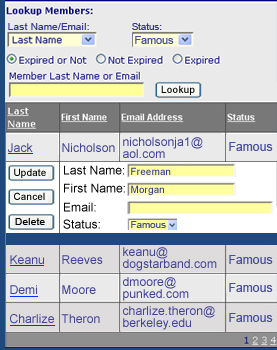 Lookup Members:
Last Name/Email: Status:
Last Name Famous
Expired or Not Not Expired Expired
Member Last Name or Email
Lookup
Last Name First Name Email Address Status
Jack Nicholson nicholsonja1@ aol.com Famous
Update Last Name: Freeman
First Name: Morgan
Cancel Email:
Delete Status: Famous
Keanu Reeves keanu@ dogstarband.com Famous
Demi Moore dmoore@ punked.com Famous
Charlize Theron charlize.theron@ berkeley.edu Famous
1 2 3 4